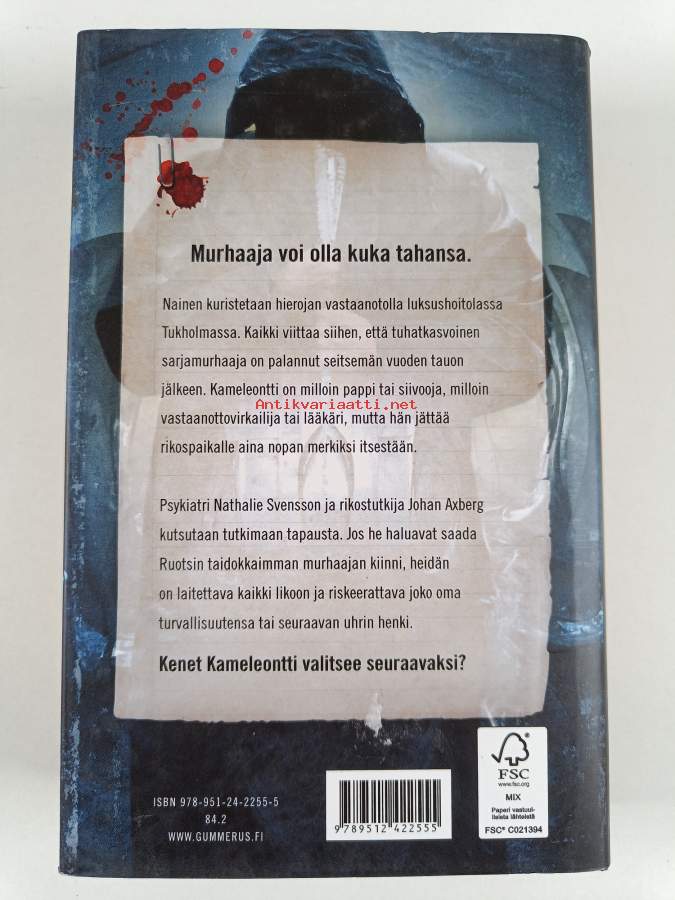 Murhaaja voi olla kuka tahansa.
Nainen kuristetaan hierojan vastaanotolla luksushoitolassa
Tukholmassa. Kaikki viittaa siihen, että tuhatkasvoinen
sarjamurhaaja on palannut seitsemän vuoden tauon
jälkeen. Kameleontti on milloin pappi tai siivooja, milloin
Antikvariaatti.net
vastaanottovirkailija tai lääkäri, mutta hän jättää
rikospaikalle aina nopan merkiksi itsestään.
Psykiatri Nathalie Svensson ja rikostutkija Johan Axberg
kutsutaan tutkimaan tapausta. Jos he haluavat saada
Ruotsin taidokkaimman murhaajan kiinni, heidän
on laitettava kaikki likoon ja riskeerattava joko oma
turvallisuutensa tai seuraavan uhrin henki.
Kenet Kameleontti valitsee seuraavaksi?
ISBN 978-951-24-2255-5
84.2
WWW.GUMMERUS.FI
9 789512 422555
FSC
www.fsc.org
MIX
Paperi vastuul-
lisista lähteistä
FSC® C021394